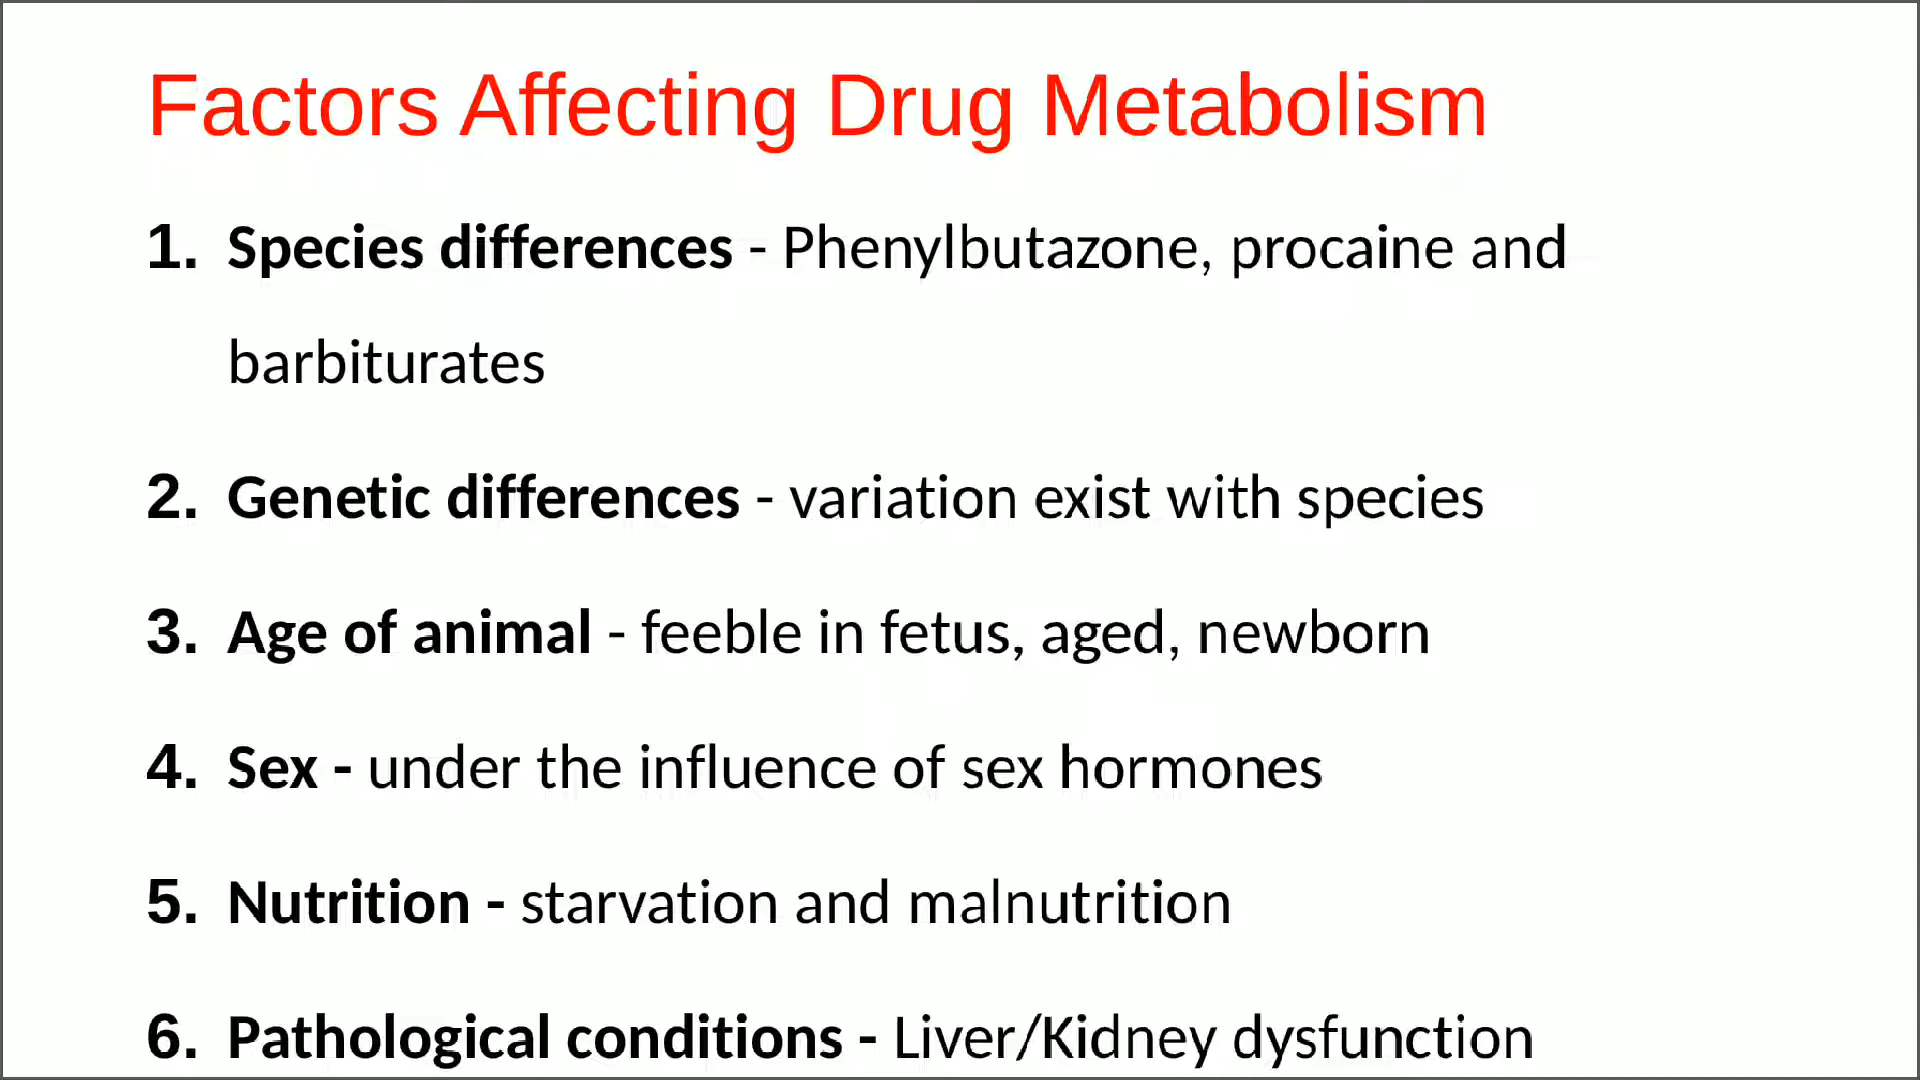 Factors Affecting Drug Metabolism
1. Species differences - Phenylbutazone, procaine and
barbiturates
2. Genetic differences - variation exist with species
3. Age of animal - feeble in fetus, aged, newborn
4. Sex - under the influence of sex hormones
5. Nutrition - starvation and malnutrition
6. Pathological conditions - Liver/Kidney dysfunction